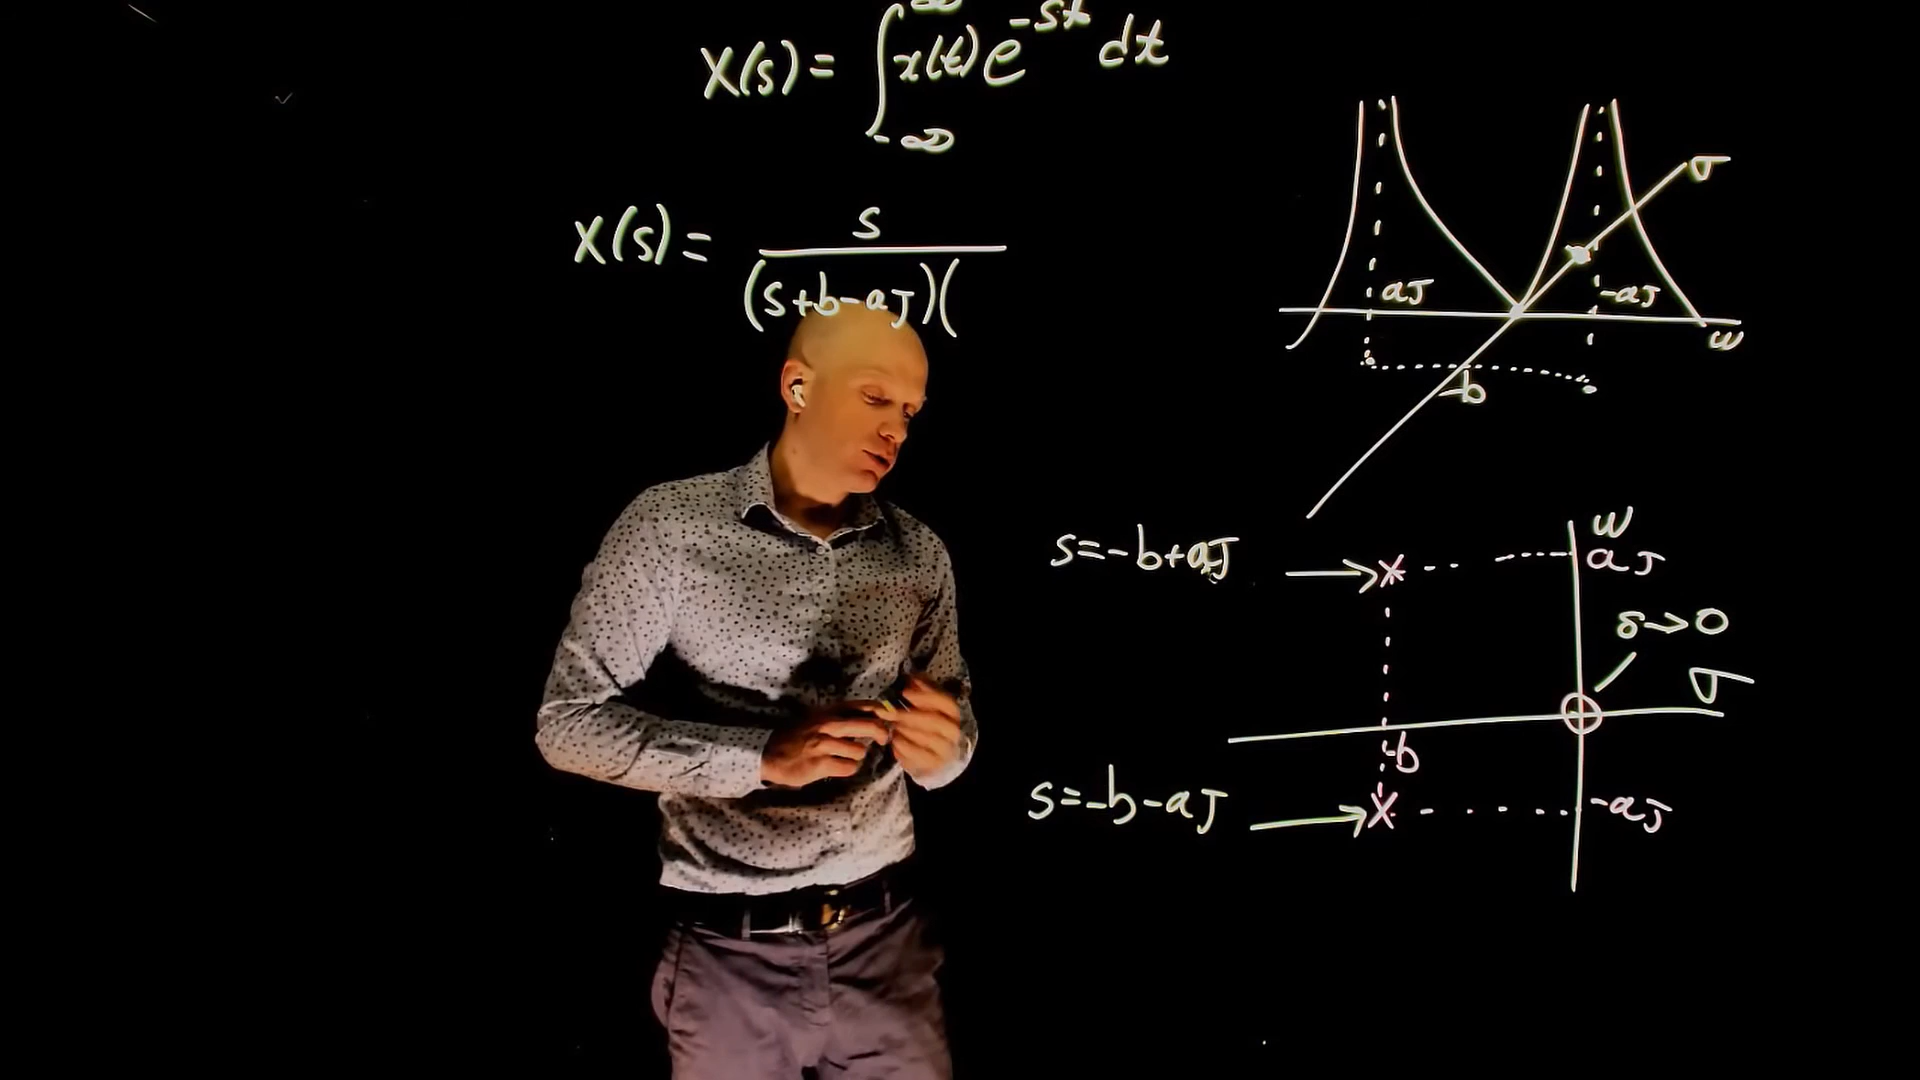 X(s) = ∫_{-∞}^{∞} x(t) e^{-st} dt
X(s) = s / (s+b-aJ)(
σ
aJ
-aJ
ω
-b
s=-b+aJ
ω
aJ
δ→0
σ
-b
s=-b-aJ
-aJ